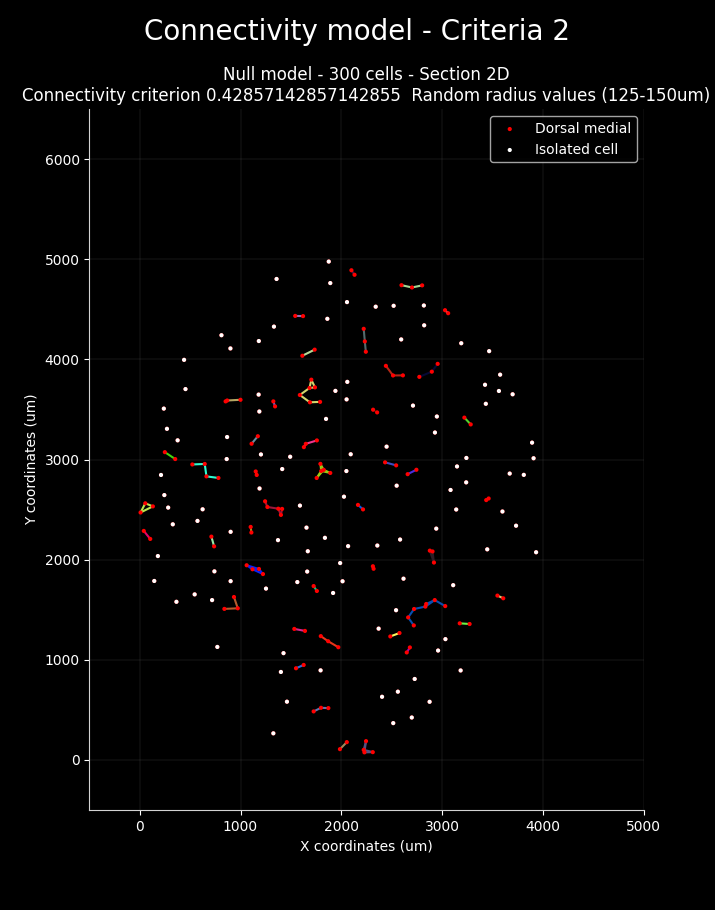 Connectivity model - Criteria 2
Null model - 300 cells - Section 2D
Connectivity criterion 0.42857142857142855  Random radius values (125-150um)
Dorsal medial
Isolated cell
6000
5000
4000
3000
2000
1000
0
Y coordinates (um)
0
1000
2000
3000
4000
5000
X coordinates (um)